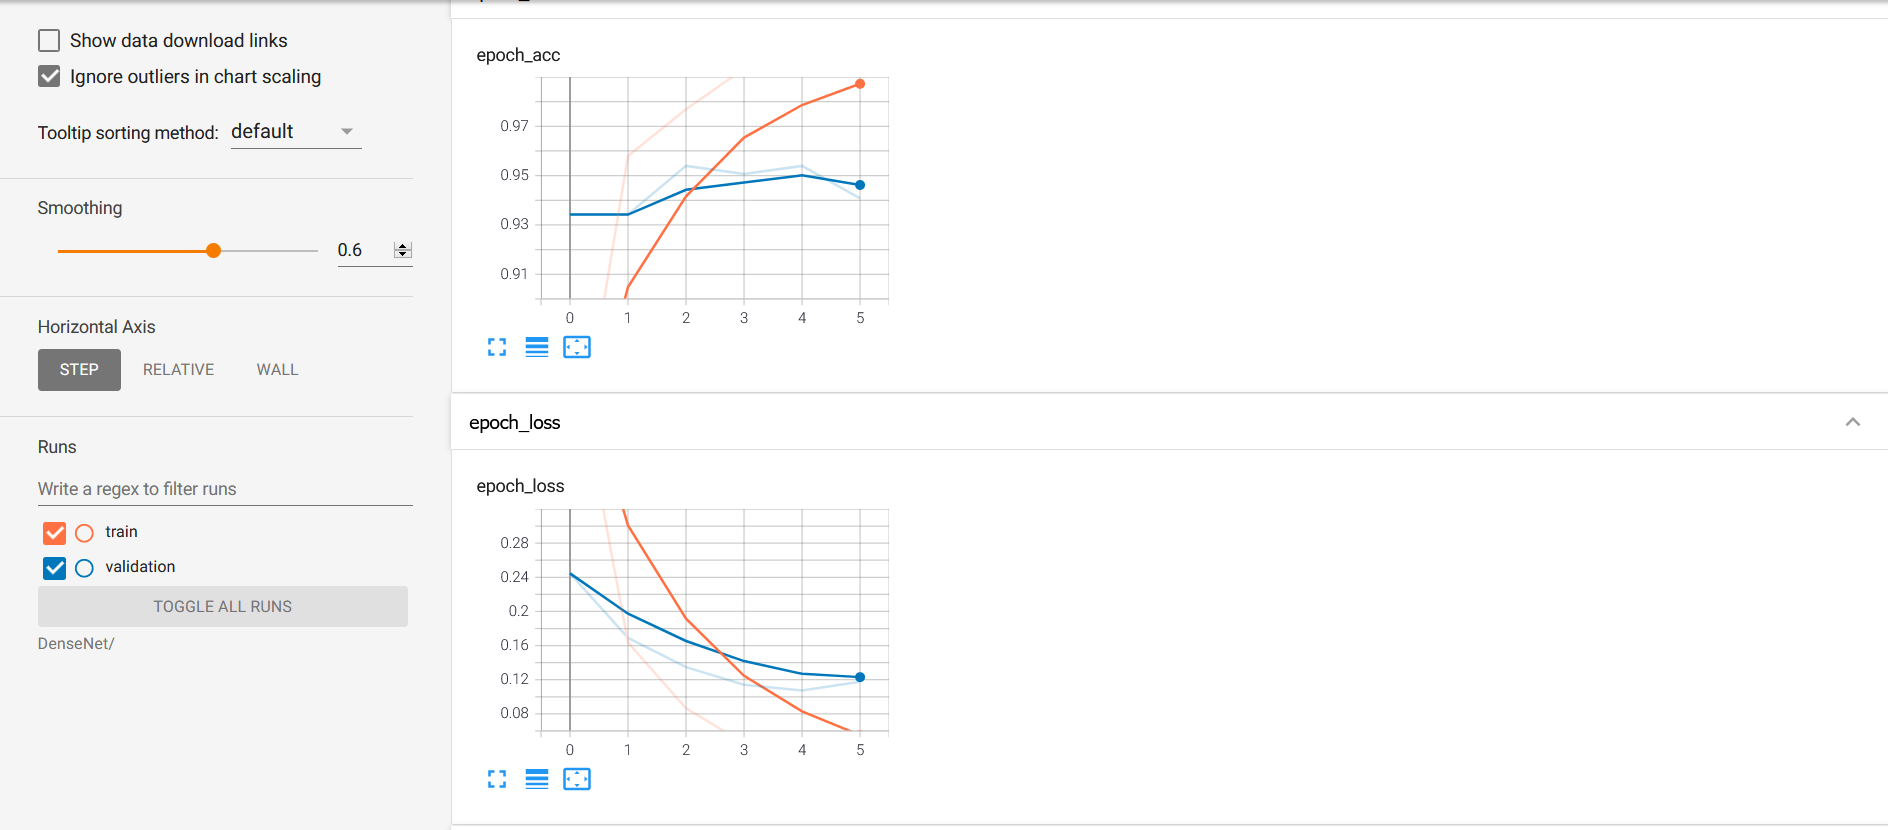 Show data download links
Ignore outliers in chart scaling
Tooltip sorting method: default
Smoothing
0.6
Horizontal Axis
STEP RELATIVE WALL
Runs
Write a regex to filter runs
train
validation
TOGGLE ALL RUNS
DenseNet/
epoch_acc
0.97
0.95
0.93
0.91
0 1 2 3 4 5
epoch_loss
epoch_loss
0.28
0.24
0.2
0.16
0.12
0.08
0 1 2 3 4 5